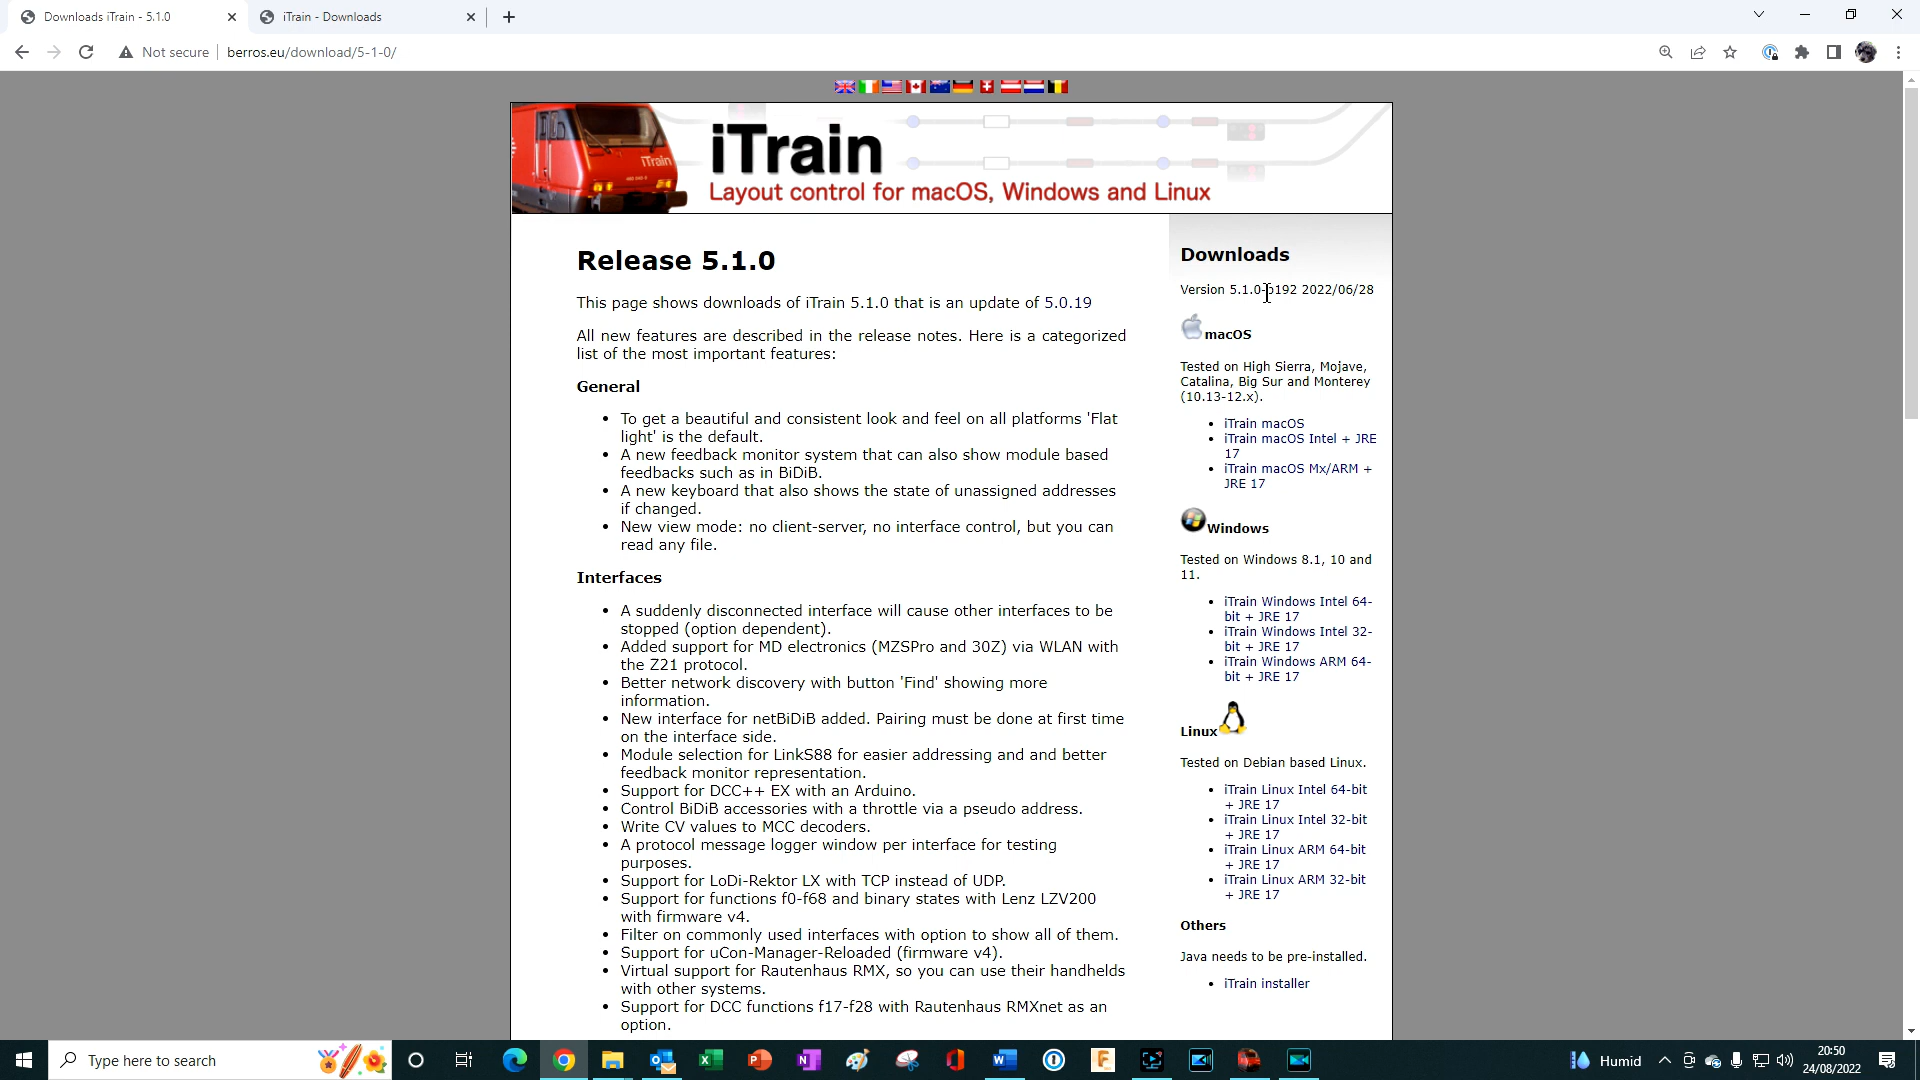 Downloads iTrain - 5.1.0
iTrain - Downloads
Not secure
berros.eu/download/5-1-0/
iTrain
iTrain
Layout control for macOS, Windows and Linux
Release 5.1.0
This page shows downloads of iTrain 5.1.0 that is an update of 5.0.19
All new features are described in the release notes. Here is a categorized
list of the most important features:
General
• To get a beautiful and consistent look and feel on all platforms 'Flat
light' is the default.
• A new feedback monitor system that can also show module based
feedbacks such as in BiDiB.
• A new keyboard that also shows the state of unassigned addresses
if changed.
• New view mode: no client-server, no interface control, but you can
read any file.
Interfaces
• A suddenly disconnected interface will cause other interfaces to be
stopped (option dependent).
• Added support for MD electronics (MZSPro and 30Z) via WLAN with
the Z21 protocol.
• Better network discovery with button 'Find' showing more
information.
• New interface for netBiDiB added. Pairing must be done at first time
on the interface side.
• Module selection for LinkS88 for easier addressing and and better
feedback monitor representation.
• Support for DCC++ EX with an Arduino.
• Control BiDiB accessories with a throttle via a pseudo address.
• Write CV values to MCC decoders.
• A protocol message logger window per interface for testing
purposes.
• Support for LoDi-Rektor LX with TCP instead of UDP.
• Support for functions f0-f68 and binary states with Lenz LZV200
with firmware v4.
• Filter on commonly used interfaces with option to show all of them.
• Support for uCon-Manager-Reloaded (firmware v4).
• Virtual support for Rautenhaus RMX, so you can use their handhelds
with other systems.
• Support for DCC functions f17-f28 with Rautenhaus RMXnet as an
option.
Downloads
Version 5.1.0-b192 2022/06/28
macOS
Tested on High Sierra, Mojave,
Catalina, Big Sur and Monterey
(10.13-12.x).
• iTrain macOS
• iTrain macOS Intel + JRE
17
• iTrain macOS Mx/ARM +
JRE 17
Windows
Tested on Windows 8.1, 10 and
11.
• iTrain Windows Intel 64-
bit + JRE 17
• iTrain Windows Intel 32-
bit + JRE 17
• iTrain Windows ARM 64-
bit + JRE 17
Linux
Tested on Debian based Linux.
• iTrain Linux Intel 64-bit
+ JRE 17
• iTrain Linux Intel 32-bit
+ JRE 17
• iTrain Linux ARM 64-bit
+ JRE 17
• iTrain Linux ARM 32-bit
+ JRE 17
Others
Java needs to be pre-installed.
• iTrain installer
Type here to search
Humid
20:50
24/08/2022